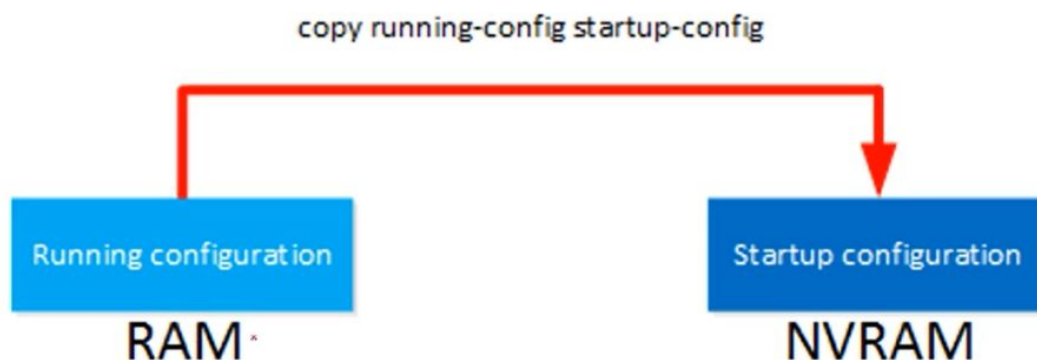 copy running-config startup-config
Running configuration
Startup configuration
RAM
NVRAM